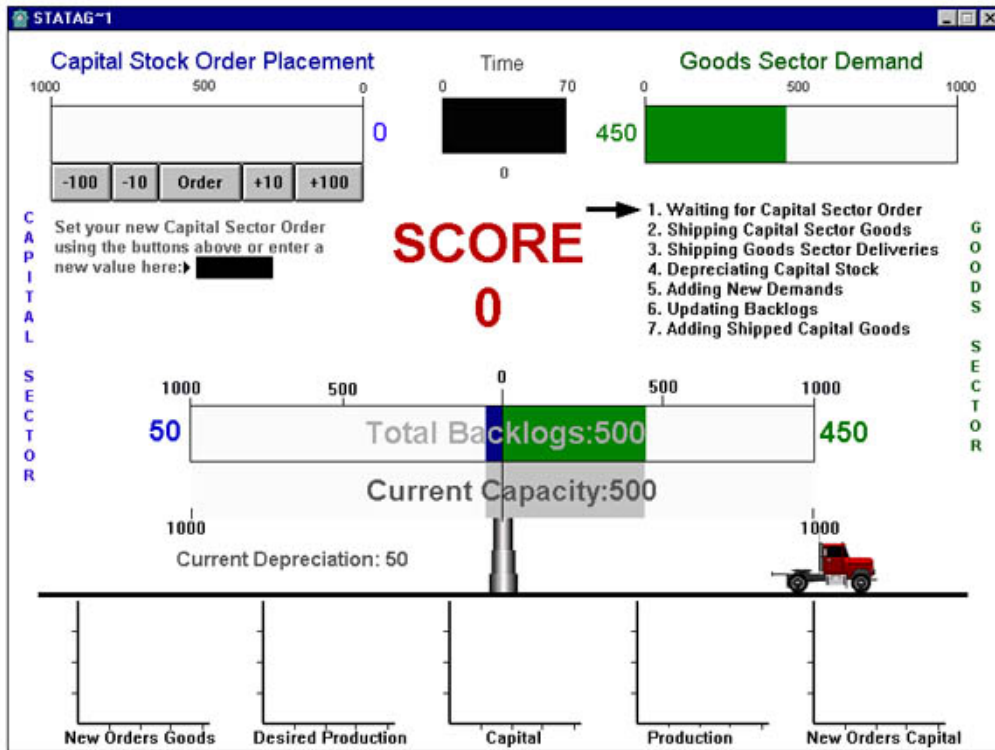 STATAG~1
Capital Stock Order Placement
Time
Goods Sector Demand
1000 500 0
0 70
0 500 1000
0
450
-100 -10 Order +10 +100
0
Set your new Capital Sector Order
using the buttons above or enter a
new value here:
SCORE
0
1. Waiting for Capital Sector Order
2. Shipping Capital Sector Goods
3. Shipping Goods Sector Deliveries
4. Depreciating Capital Stock
5. Adding New Demands
6. Updating Backlogs
7. Adding Shipped Capital Goods
CAPITAL SECTOR
GOODS SECTOR
1000 500 0 500 1000
50
Total Backlogs:500
450
Current Capacity:500
1000 1000
Current Depreciation: 50
New Orders Goods
Desired Production
Capital
Production
New Orders Capital